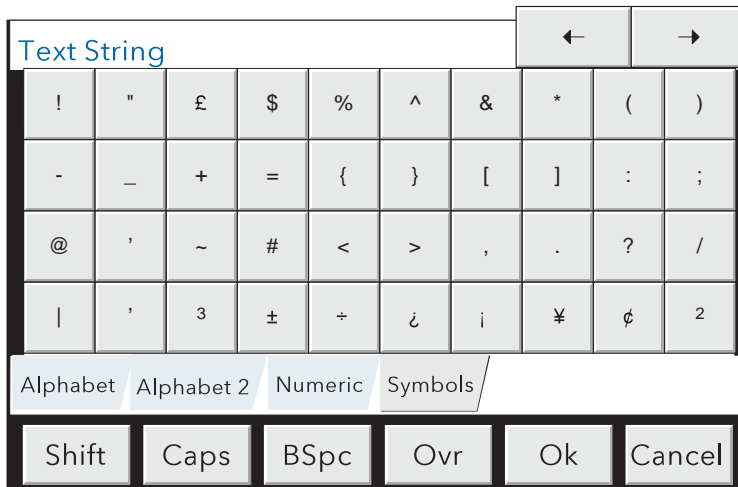 ← →
Text String
! " £ $ % ^ & * ( )
- _ + = { } [ ] : ;
@ ’ ~ # < > , . ? /
| ’ ³ ± ÷ ¿ ¡ ¥ ¢ ²
Alphabet Alphabet 2 Numeric Symbols
Shift Caps BSpc Ovr Ok Cancel